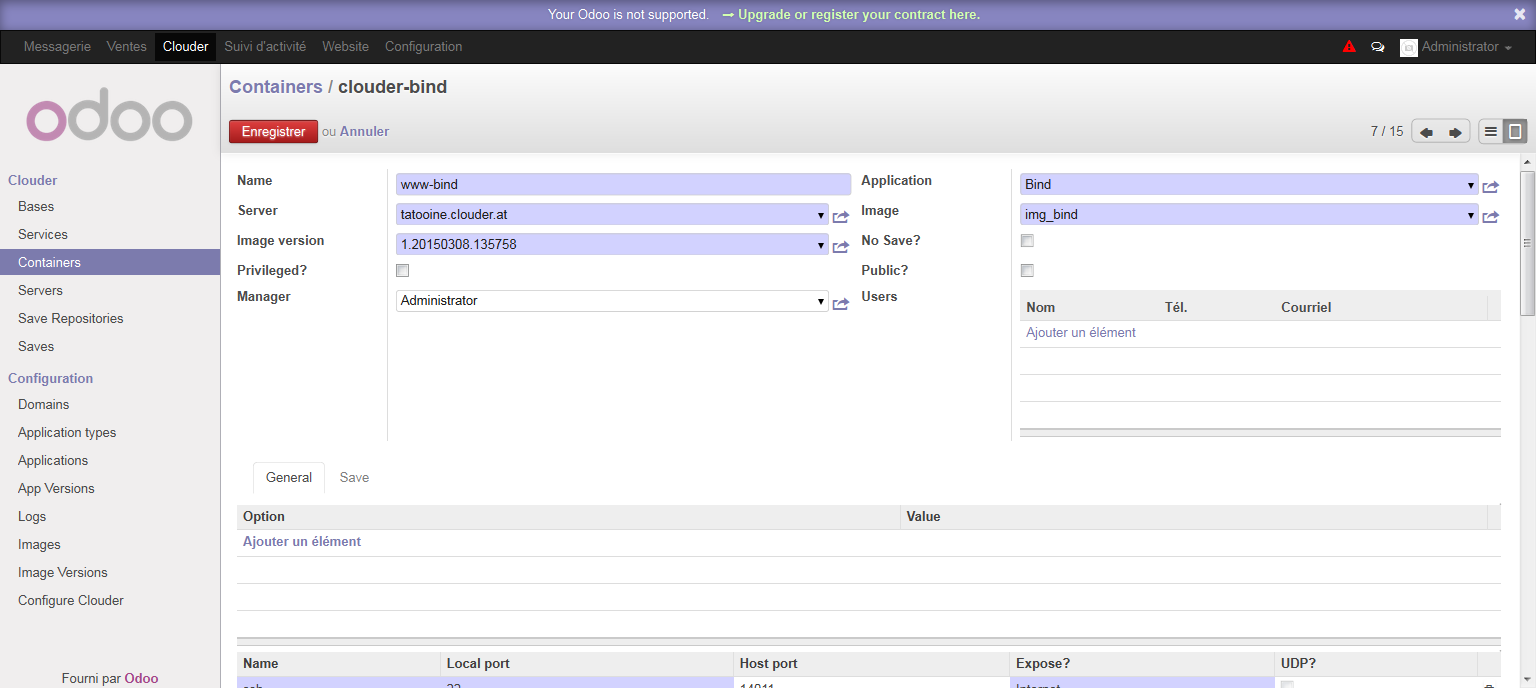 Your Odoo is not supported. → Upgrade or register your contract here. ×
Messagerie Ventes Clouder Suivi d'activité Website Configuration Administrator
odoo
Containers / clouder-bind
Enregistrer ou Annuler 7 / 15
Clouder
Bases
Services
Containers
Servers
Save Repositories
Saves
Configuration
Domains
Application types
Applications
App Versions
Logs
Images
Image Versions
Configure Clouder
Fourni par Odoo
Name www-bind Application Bind
Server tatooine.clouder.at Image img_bind
Image version 1.20150308.135758 No Save?
Privileged? Public?
Manager Administrator Users
Nom Tél. Courriel
Ajouter un élément
General Save
Option Value
Ajouter un élément
Name Local port Host port Expose? UDP?
ssh 22 14011 Internet